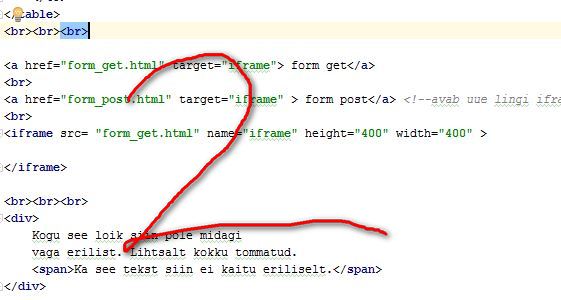 </table>
<br><br><br>
<a href="form_get.html" target="iframe"> form get</a>
<br>
<a href="form_post.html" target="iframe" > form post</a> <!--avab uue lingi ifra
<br>
<iframe src= "form_get.html" name="iframe" height="400" width="400" >
</iframe>
<br><br><br>
<div>
Kogu see loik siin pole midagi
vaga erilist. Lihtsalt kokku tommatud.
<span>Ka see tekst siin ei kaitu eriliselt.</span>
</div>
2